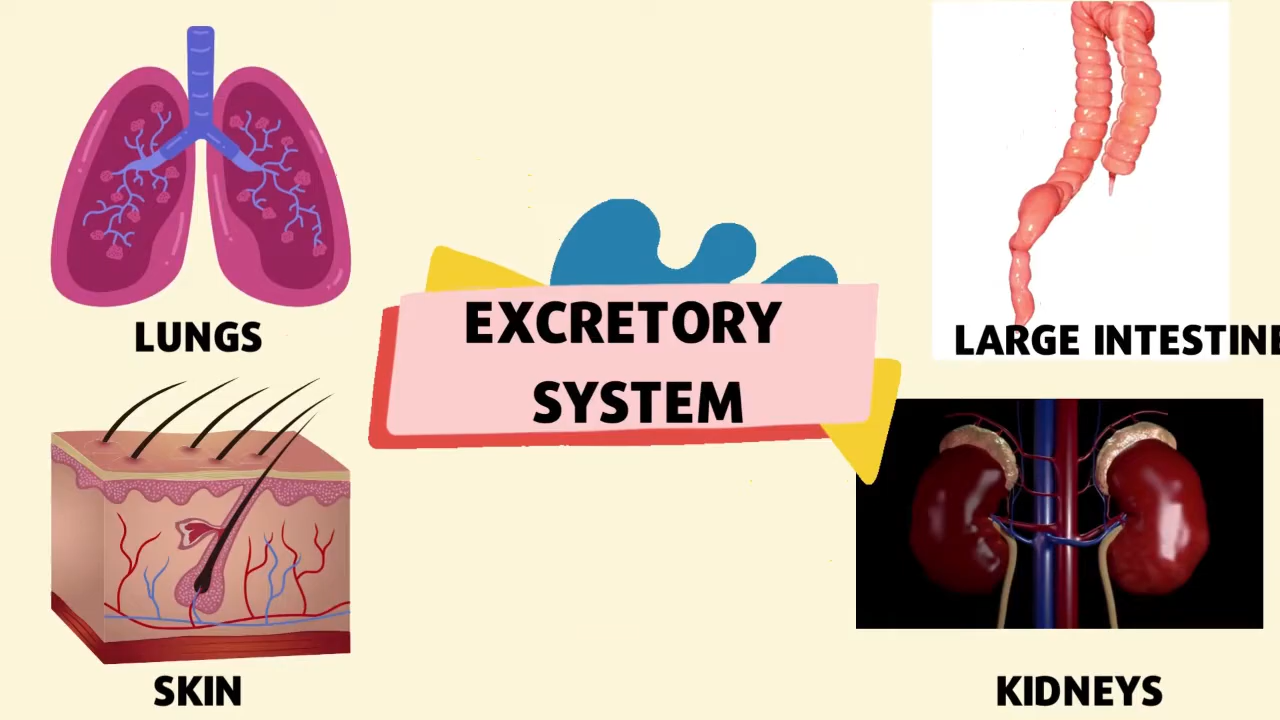 LUNGS
LARGE INTESTINE
EXCRETORY
SYSTEM
SKIN
KIDNEYS